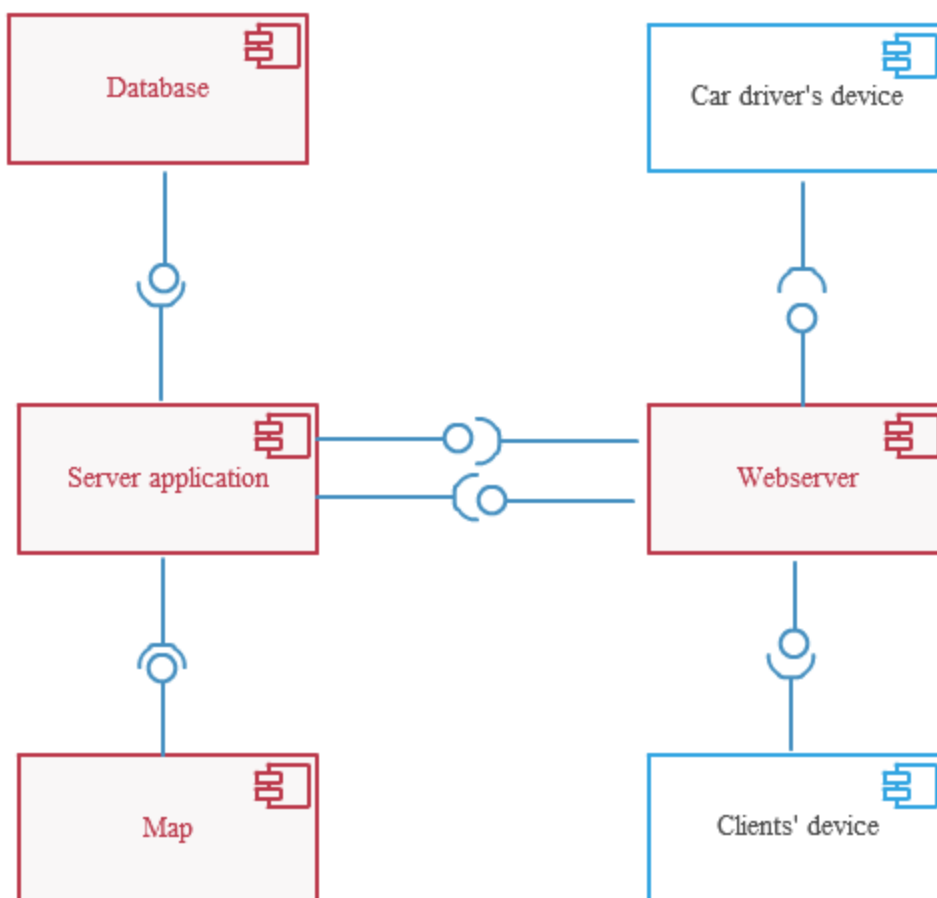 Database
Car driver's device
Server application
Webserver
Map
Clients' device